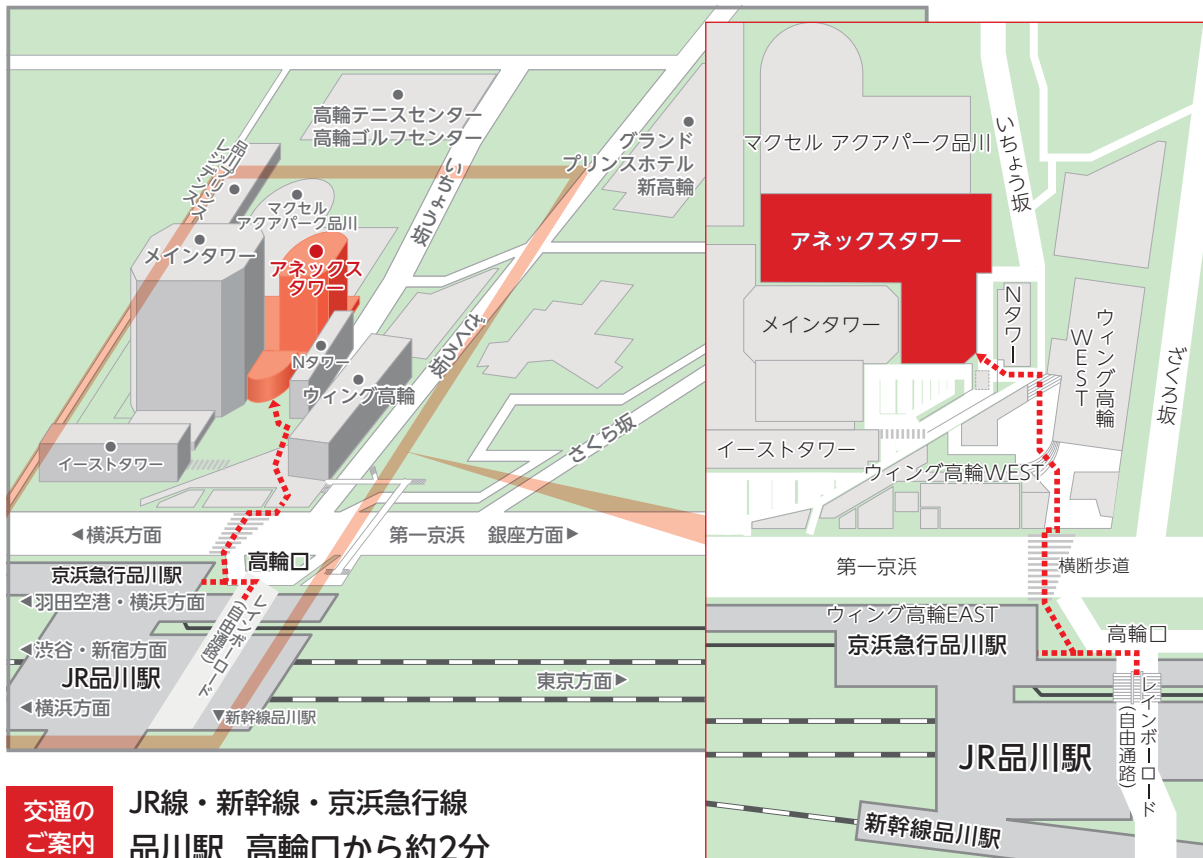 高輪テニスセンター
高輪ゴルフセンター
グランド
プリンスホテル
新高輪
いちょう坂
品川プリンス
レジデンス
マクセル
アクアパーク品川
メインタワー
アネックス
タワー
ざくろ坂
Nタワー
ウィング高輪
さくら坂
イーストタワー
◀横浜方面
第一京浜 銀座方面▶
高輪口
京浜急行品川駅
◀羽田空港・横浜方面
レインボーロード
(自由通路)
◀渋谷・新宿方面
JR品川駅
東京方面▶
◀横浜方面
▼新幹線品川駅
マクセル アクアパーク品川
いちょう坂
アネックスタワー
Nタワー
メインタワー
ウィング高輪
WEST
ざくろ坂
イーストタワー
ウィング高輪WEST
第一京浜
横断歩道
ウィング高輪EAST
高輪口
京浜急行品川駅
レインボーロード
(自由通路)
JR品川駅
新幹線品川駅
交通の
ご案内
JR線・新幹線・京浜急行線
品川駅 高輪口から約2分